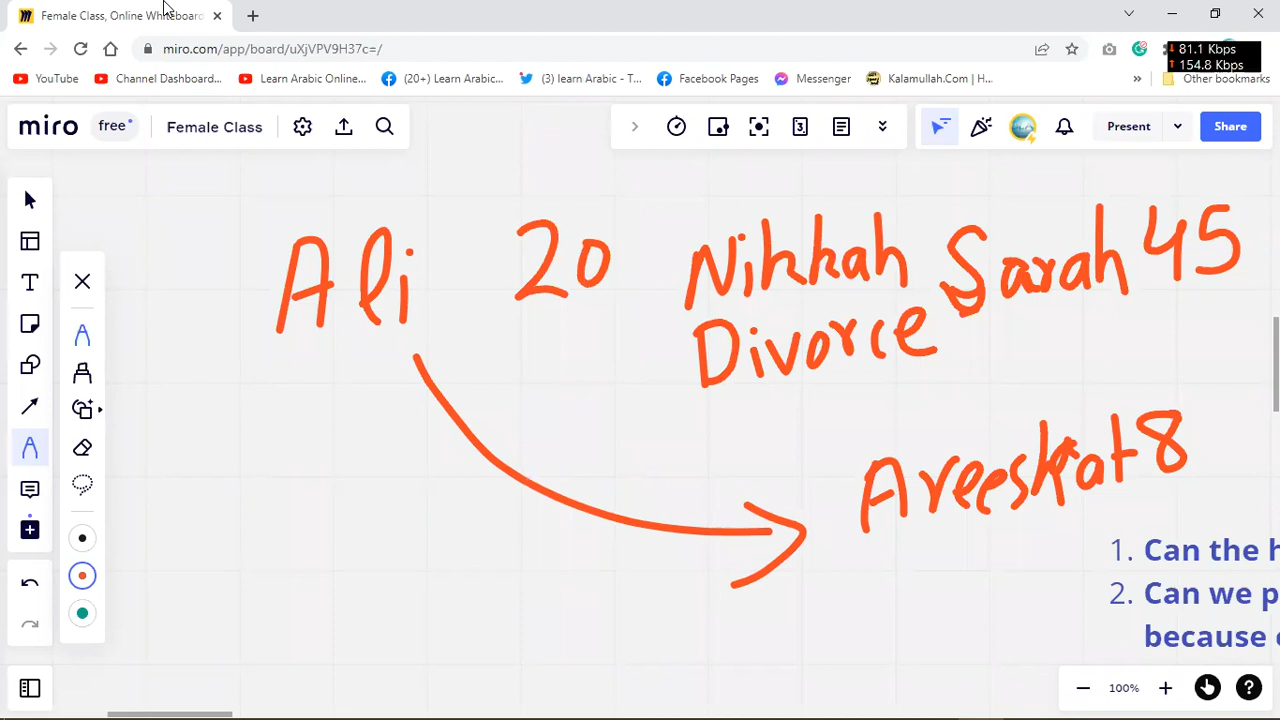 Female Class, Online Whiteboard
miro.com/app/board/uXjVPV9H37c=/
81.1 Kbps
154.8 Kbps
YouTube
Channel Dashboard...
Learn Arabic Online...
(20+) Learn Arabic...
(3) learn Arabic - T...
Facebook Pages
Messenger
Kalamullah.Com | H...
»
Other bookmarks
miro
free
Female Class
Present
Share
Ali 20 Nikkah Sarah 45
Divorce
Areeskat 8
1. Can the h
2. Can we p
because
100%